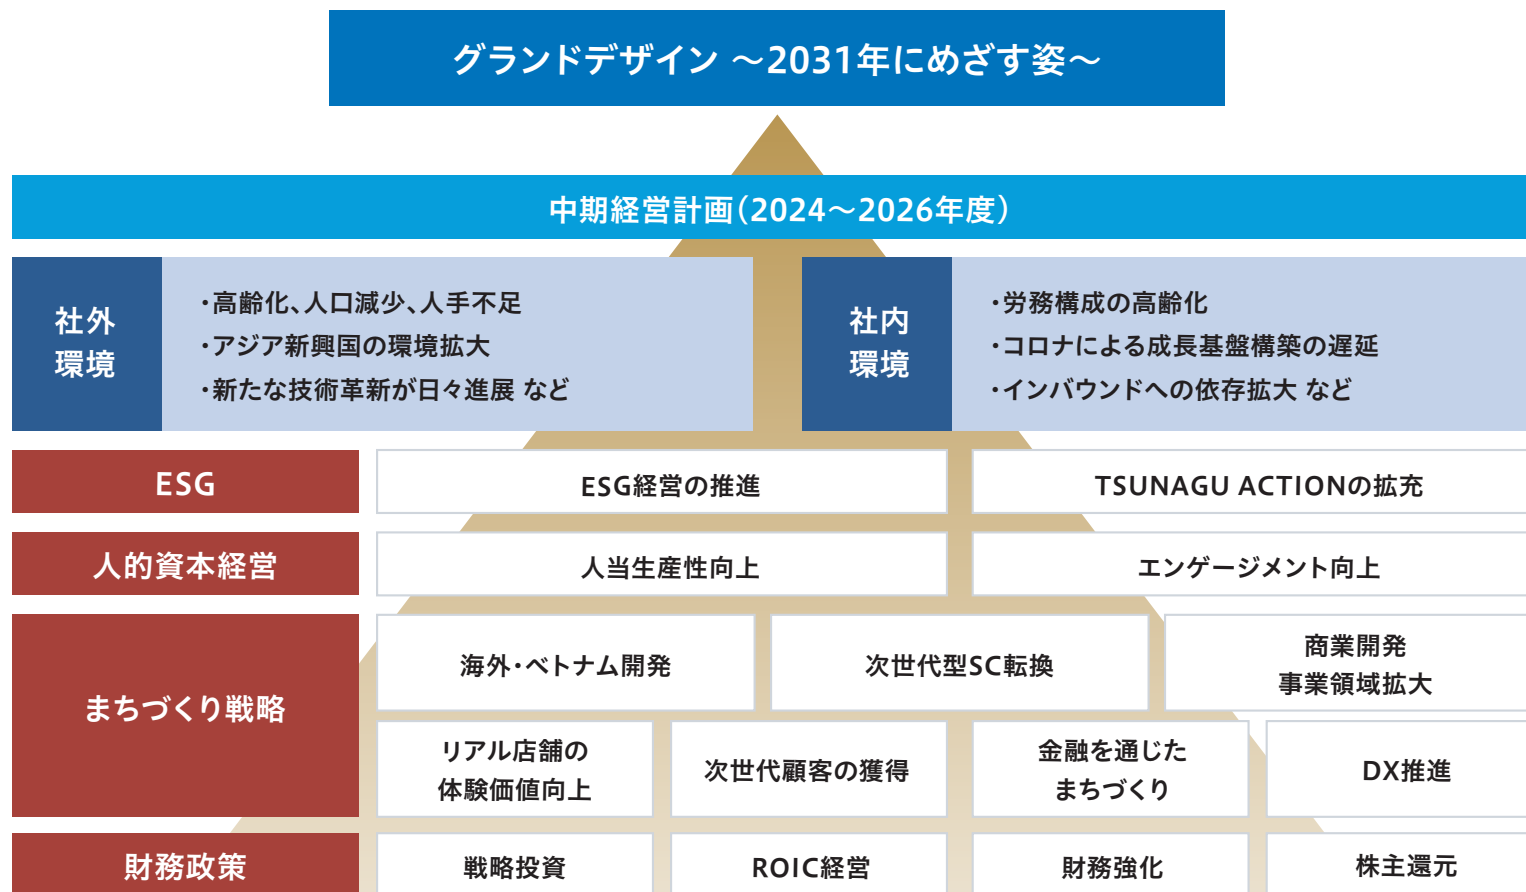 グランドデザイン ～2031年にめざす姿～
中期経営計画（2024～2026年度）
社外
環境
・高齢化、人口減少、人手不足
・アジア新興国の環境拡大
・新たな技術革新が日々進展 など
社内
環境
・労務構成の高齢化
・コロナによる成長基盤構築の遅延
・インバウンドへの依存拡大 など
ESG
ESG経営の推進
TSUNAGU ACTIONの拡充
人的資本経営
人当生産性向上
エンゲージメント向上
まちづくり戦略
海外・ベトナム開発
次世代型SC転換
商業開発
事業領域拡大
リアル店舗の
体験価値向上
次世代顧客の獲得
金融を通じた
まちづくり
DX推進
財務政策
戦略投資
ROIC経営
財務強化
株主還元